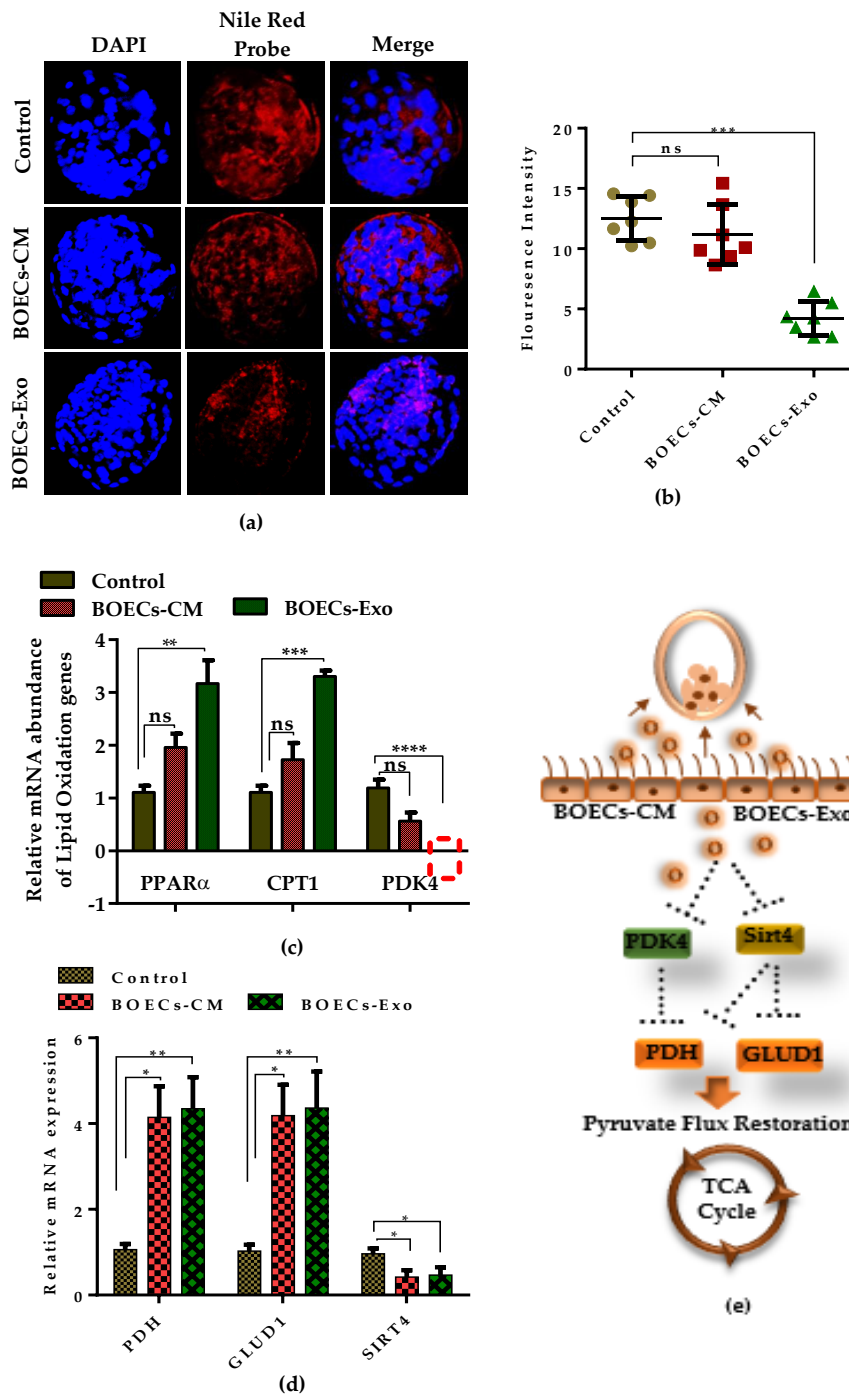 DAPI
Nile Red
Probe
Merge
Control
BOECs-CM
BOECs-Exo
(a)
Flouresence Intensity
20
15
10
5
0
***
ns
Control
BOECs-CM
BOECs-Exo
(b)
Control
BOECs-CM
BOECs-Exo
Relative mRNA abundance
of Lipid Oxidation genes
4
3
2
1
0
-1
**
ns
***
ns
****
ns
PPARα
CPT1
PDK4
(c)
Control
BOECs-CM
BOECs-Exo
Relative mRNA expression
6
4
2
0
**
*
**
*
*
*
PDH
GLUD1
SIRT4
(d)
BOECs-CM
BOECs-Exo
PDK4
Sirt4
PDH
GLUD1
Pyruvate Flux Restoration
TCA
Cycle
(e)